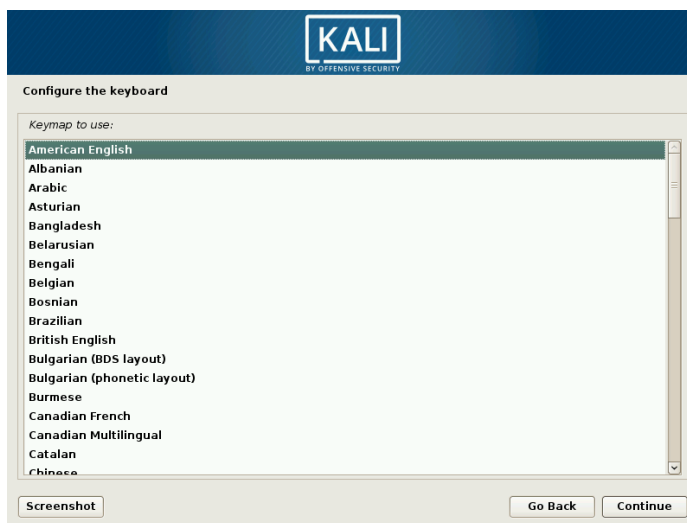 KALI
BY OFFENSIVE SECURITY
Configure the keyboard
Keymap to use:
American English
Albanian
Arabic
Asturian
Bangladesh
Belarusian
Bengali
Belgian
Bosnian
Brazilian
British English
Bulgarian (BDS layout)
Bulgarian (phonetic layout)
Burmese
Canadian French
Canadian Multilingual
Catalan
Chinese
Screenshot
Go Back
Continue